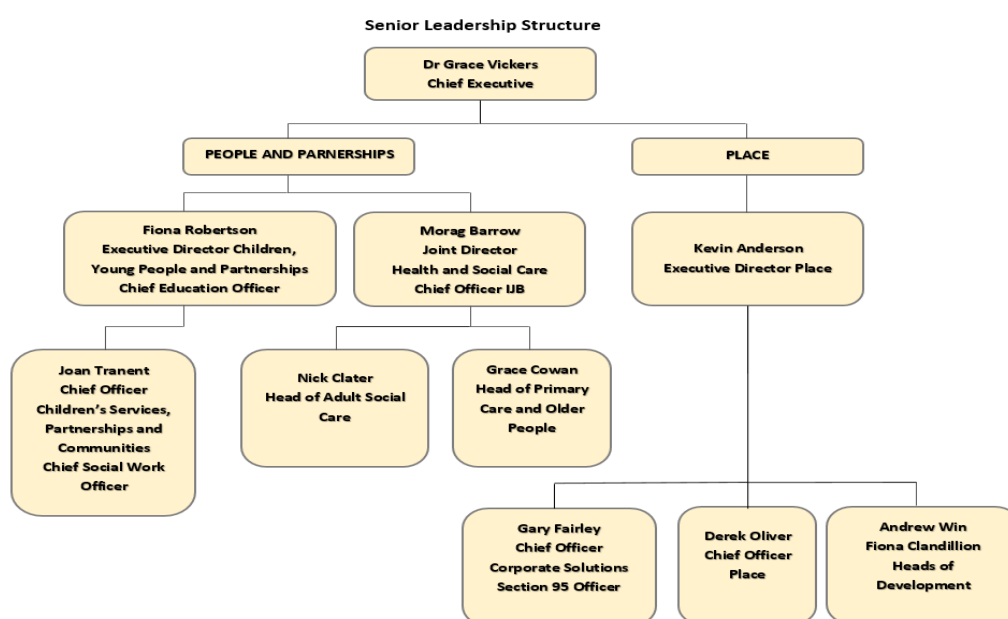 Senior Leadership Structure
Dr Grace Vickers
Chief Executive
PEOPLE AND PARNERSHIPS
PLACE
Fiona Robertson
Executive Director Children,
Young People and Partnerships
Chief Education Officer
Morag Barrow
Joint Director
Health and Social Care
Chief Officer IJB
Kevin Anderson
Executive Director Place
Joan Tranent
Chief Officer
Children’s Services,
Partnerships and
Communities
Chief Social Work
Officer
Nick Clater
Head of Adult Social
Care
Grace Cowan
Head of Primary
Care and Older
People
Gary Fairley
Chief Officer
Corporate Solutions
Section 95 Officer
Derek Oliver
Chief Officer
Place
Andrew Win
Fiona Clandillion
Heads of
Development